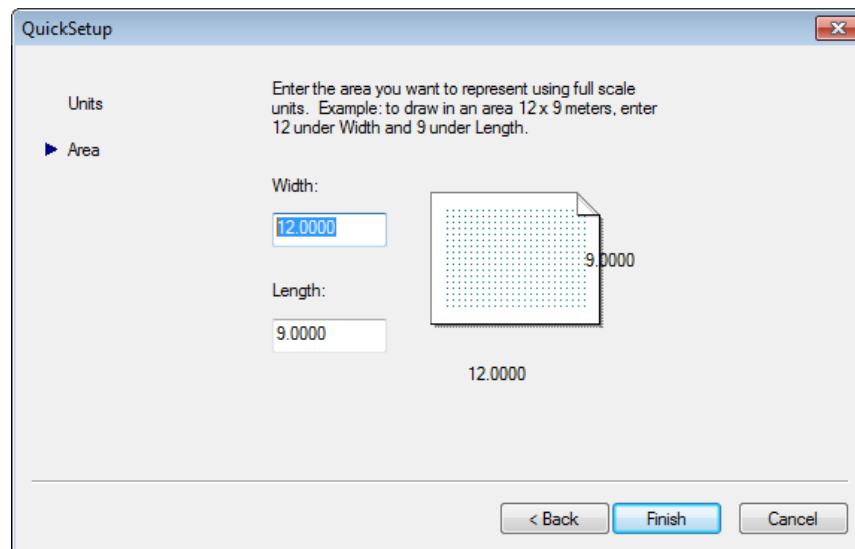 QuickSetup
Units
Area
Enter the area you want to represent using full scale
units. Example: to draw in an area 12 x 9 meters, enter
12 under Width and 9 under Length.
Width:
12.0000
Length:
9.0000
9.0000
12.0000
< Back
Finish
Cancel